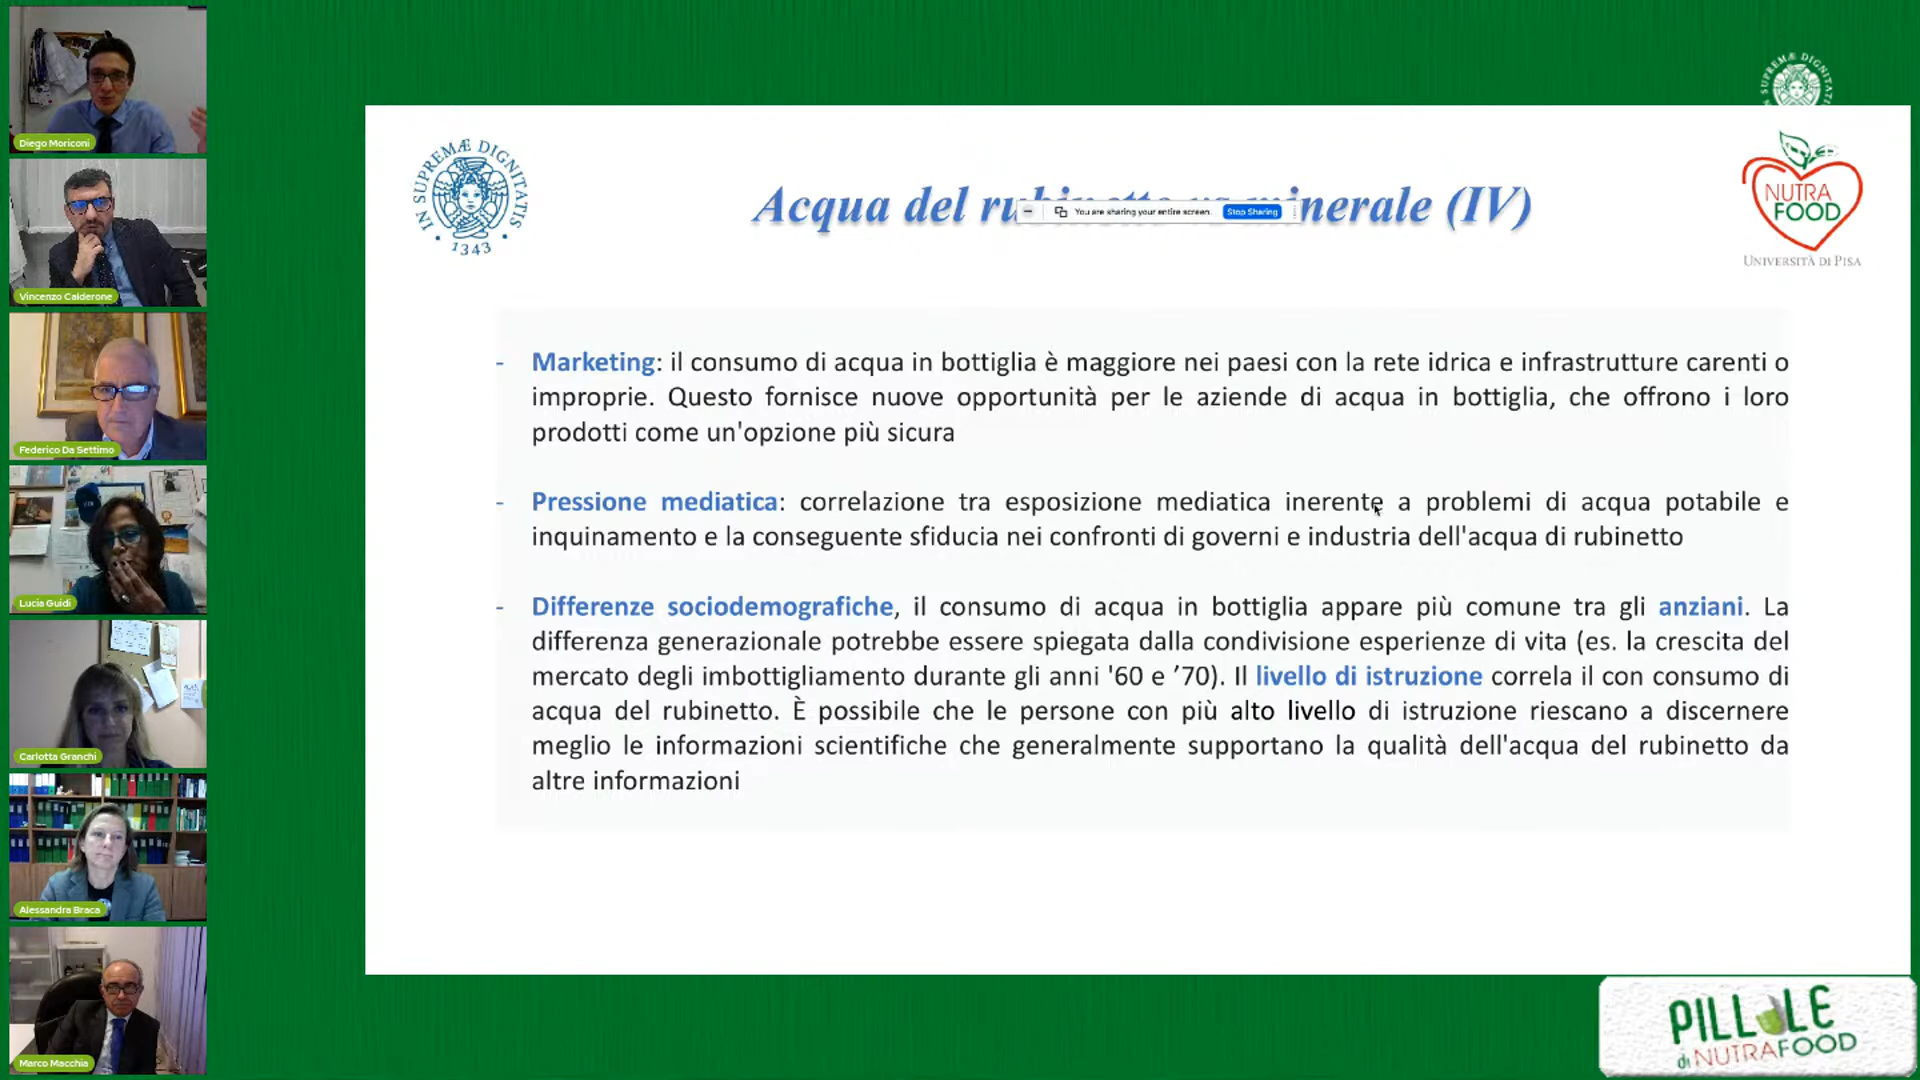 Diego Moriconi
Vincenzo Calderone
Federico Da Settimo
Lucia Guidi
Carlotta Granchi
Alessandra Braca
Marco Macchia
IN SUPREMÆ DIGNITATIS
1343
Acqua del minerale (IV)
You are sharing your entire screen. Stop Sharing
NUTRA
FOOD
UNIVERSITÀ DI PISA
- Marketing: il consumo di acqua in bottiglia è maggiore nei paesi con la rete idrica e infrastrutture carenti o
improprie. Questo fornisce nuove opportunità per le aziende di acqua in bottiglia, che offrono i loro
prodotti come un'opzione più sicura
- Pressione mediatica: correlazione tra esposizione mediatica inerente a problemi di acqua potabile e
inquinamento e la conseguente sfiducia nei confronti di governi e industria dell'acqua di rubinetto
- Differenze sociodemografiche, il consumo di acqua in bottiglia appare più comune tra gli anziani. La
differenza generazionale potrebbe essere spiegata dalla condivisione esperienze di vita (es. la crescita del
mercato degli imbottigliamento durante gli anni '60 e ’70). Il livello di istruzione correla il con consumo di
acqua del rubinetto. È possibile che le persone con più alto livello di istruzione riescano a discernere
meglio le informazioni scientifiche che generalmente supportano la qualità dell'acqua del rubinetto da
altre informazioni
PILLOLE
di NUTRAFOOD